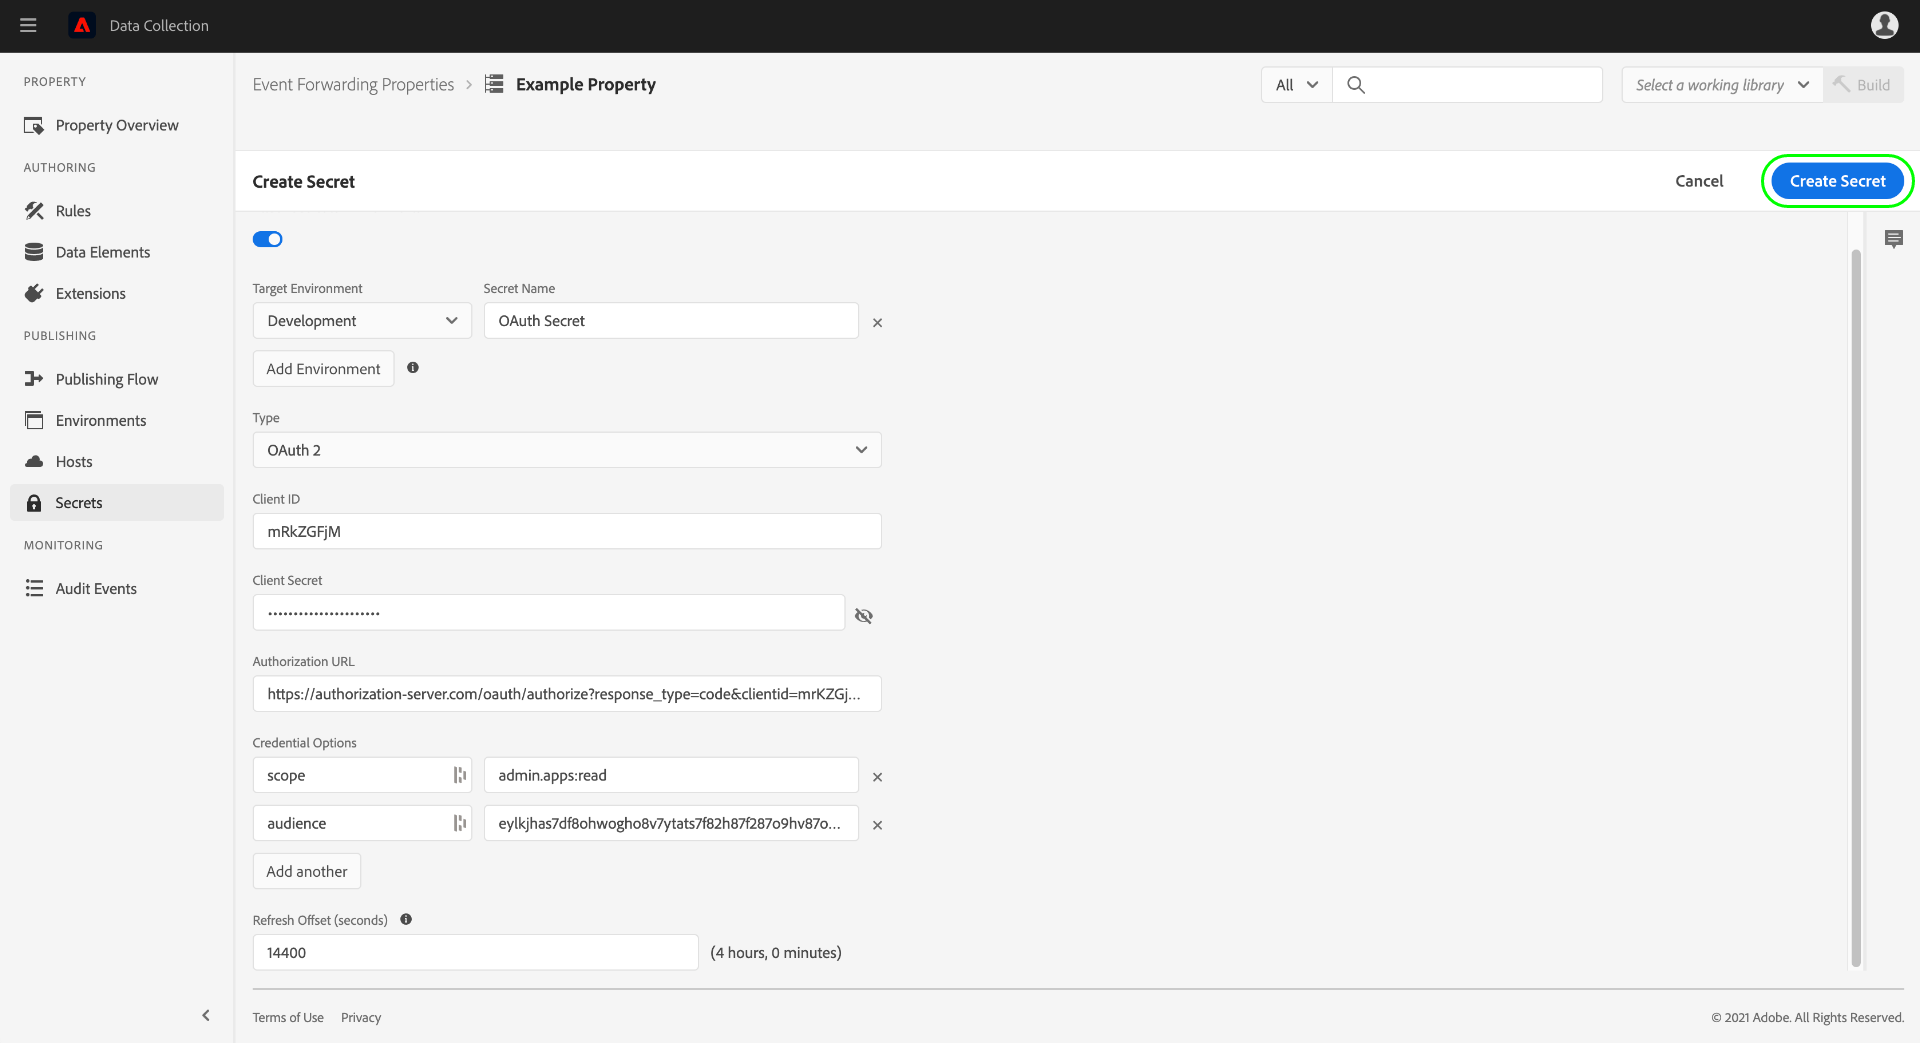 Data Collection
PROPERTY
Property Overview
AUTHORING
Rules
Data Elements
Extensions
PUBLISHING
Publishing Flow
Environments
Hosts
Secrets
MONITORING
Audit Events
Event Forwarding Properties > Example Property
All
Select a working library
Build
Create Secret
Cancel
Create Secret
Target Environment
Secret Name
Development
OAuth Secret
Add Environment
Type
OAuth 2
Client ID
mRkZGFjM
Client Secret
••••••••••••••••••••••
Authorization URL
https://authorization-server.com/oauth/authorize?response_type=code&clientid=mrKZGj...
Credential Options
scope
admin.apps:read
audience
eylkjhas7df8ohwogho8v7ytats7f82h87f287o9hv87o...
Add another
Refresh Offset (seconds)
14400
(4 hours, 0 minutes)
Terms of Use
Privacy
© 2021 Adobe. All Rights Reserved.